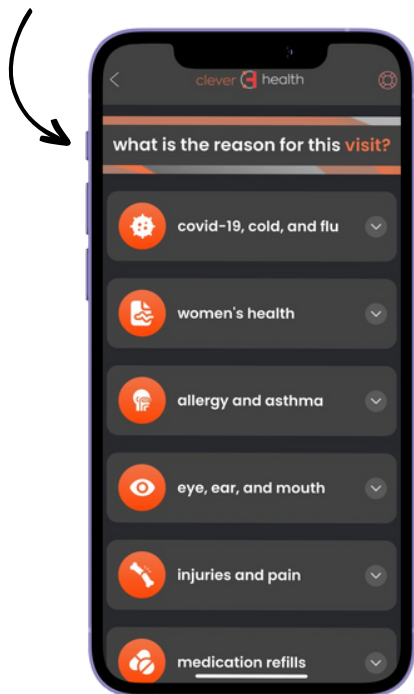 clever health
what is the reason for this visit?
covid-19, cold, and flu
women's health
allergy and asthma
eye, ear, and mouth
injuries and pain
medication refills